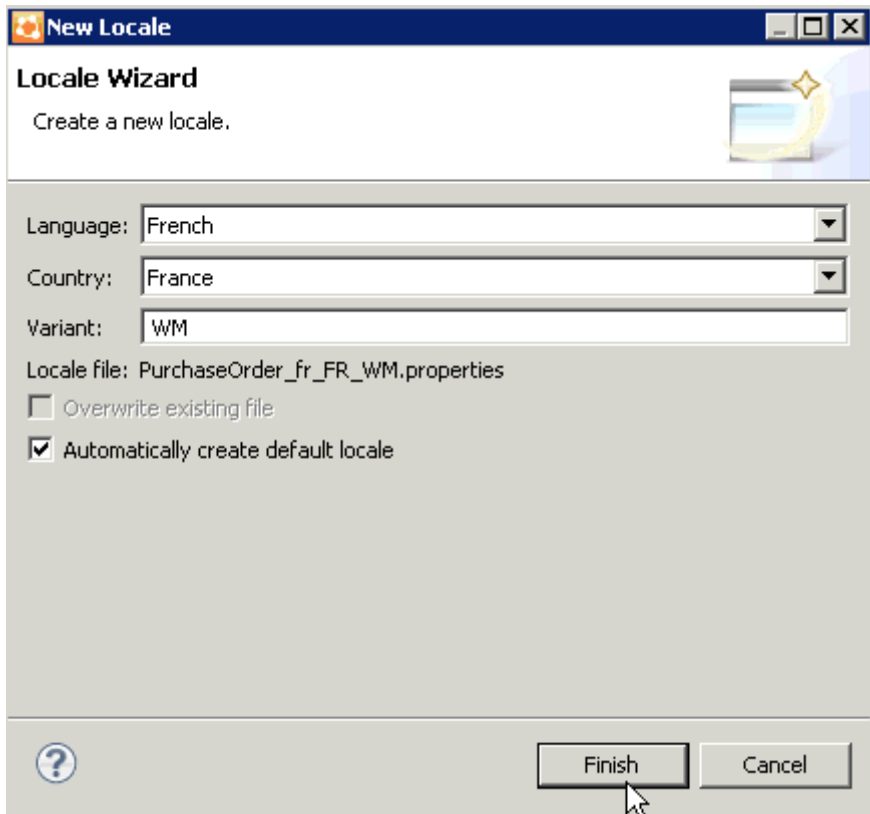 New Locale
Locale Wizard
Create a new locale.
Language: French
Country: France
Variant: WM
Locale file: PurchaseOrder_fr_FR_WM.properties
Overwrite existing file
Automatically create default locale
? Finish Cancel